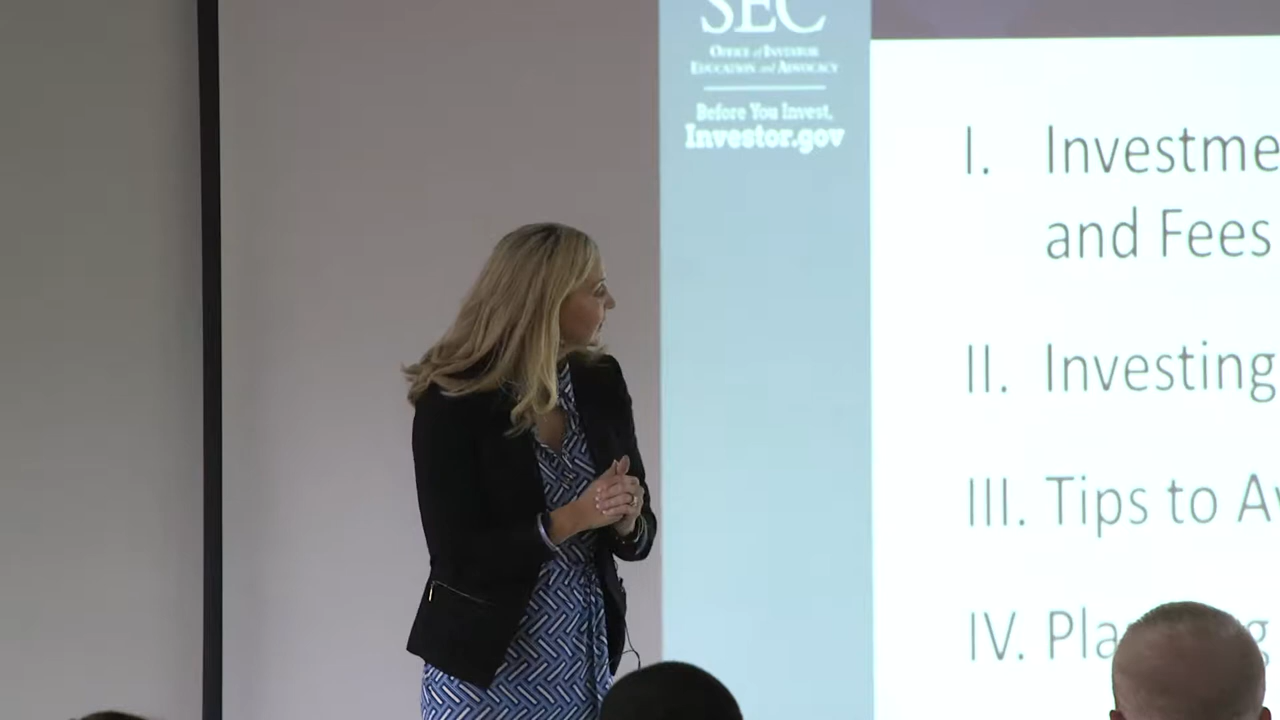 SEC
Office of Investor
Education and Advocacy
Before You Invest,
Investor.gov
I. Investme
and Fees
II. Investing
III. Tips to Av
IV. Pla g